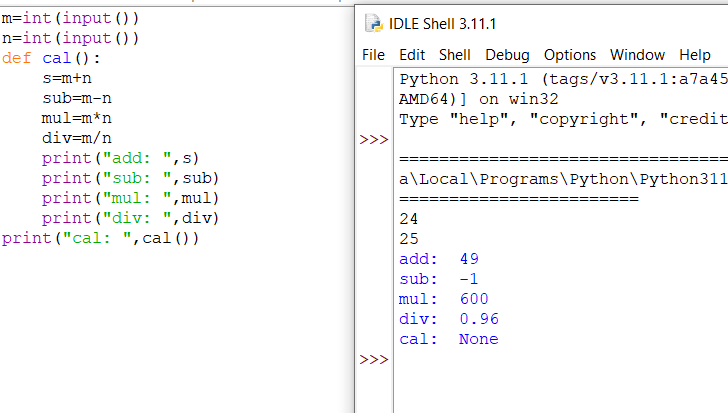 m=int(input())
n=int(input())
def cal():
    s=m+n
    sub=m-n
    mul=m*n
    div=m/n
    print("add: ",s)
    print("sub: ",sub)
    print("mul: ",mul)
    print("div: ",div)
print("cal: ",cal())
IDLE Shell 3.11.1
File Edit Shell Debug Options Window Help
Python 3.11.1 (tags/v3.11.1:a7a45
AMD64)] on win32
Type "help", "copyright", "credit
>>>
=================================
a\Local\Programs\Python\Python311
========================
24
25
add:  49
sub:  -1
mul:  600
div:  0.96
cal:  None
>>>